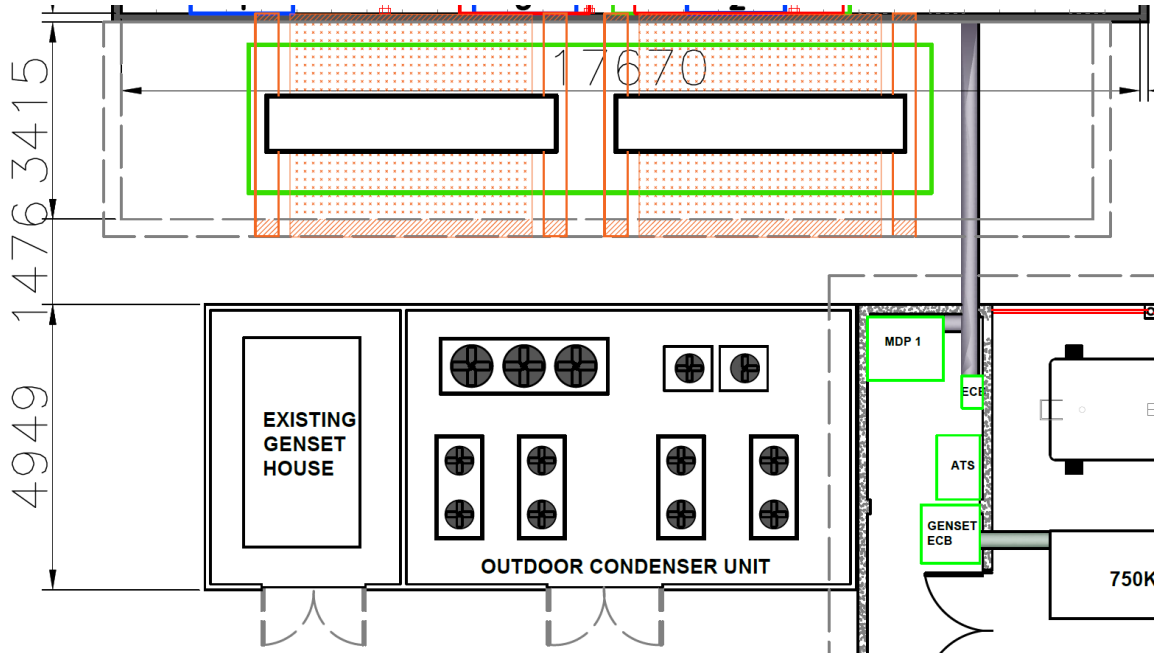 17670
3415
1476
4949
MDP 1
ECB
EXISTING
GENSET
HOUSE
ATS
GENSET
ECB
OUTDOOR CONDENSER UNIT
750K